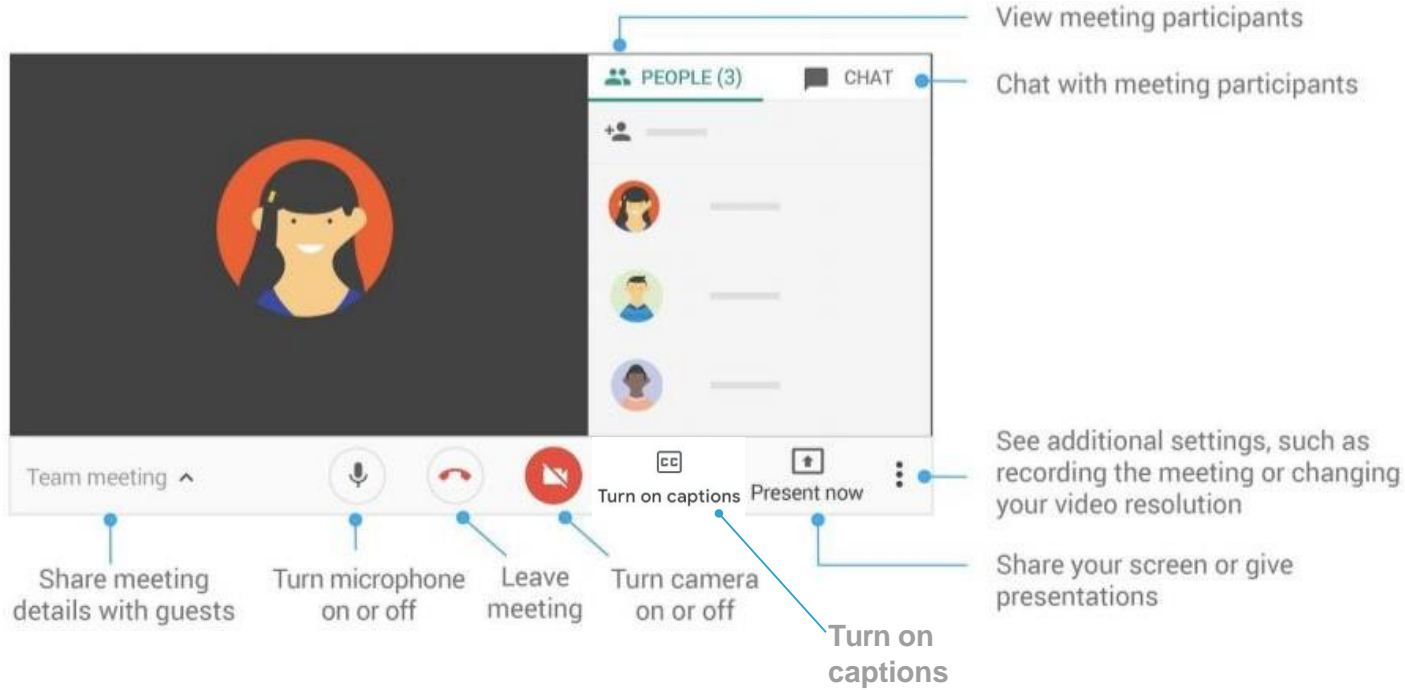 View meeting participants
PEOPLE (3)
CHAT
Chat with meeting participants
Team meeting
CC
Turn on captions
Present now
See additional settings, such as
recording the meeting or changing
your video resolution
Share meeting
details with guests
Turn microphone
on or off
Leave
meeting
Turn camera
on or off
Turn on
captions
Share your screen or give
presentations